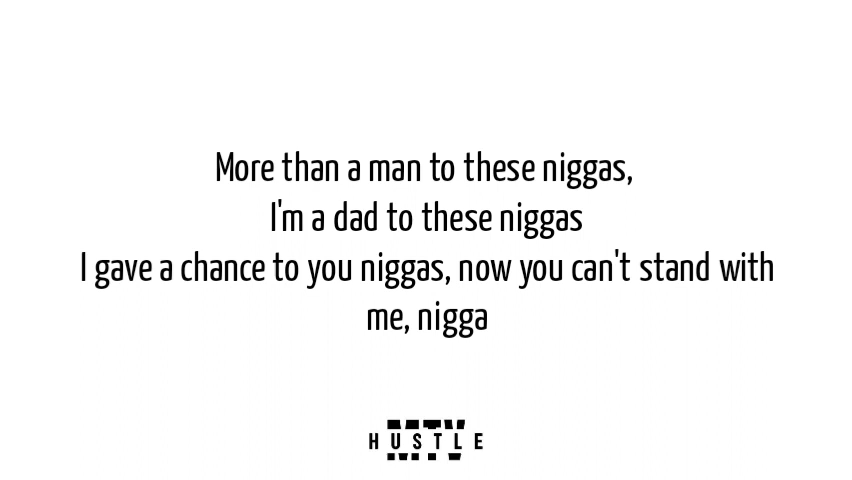 More than a man to these niggas,
I'm a dad to these niggas
I gave a chance to you niggas, now you can't stand with
me, nigga
MTV
HUSTLE